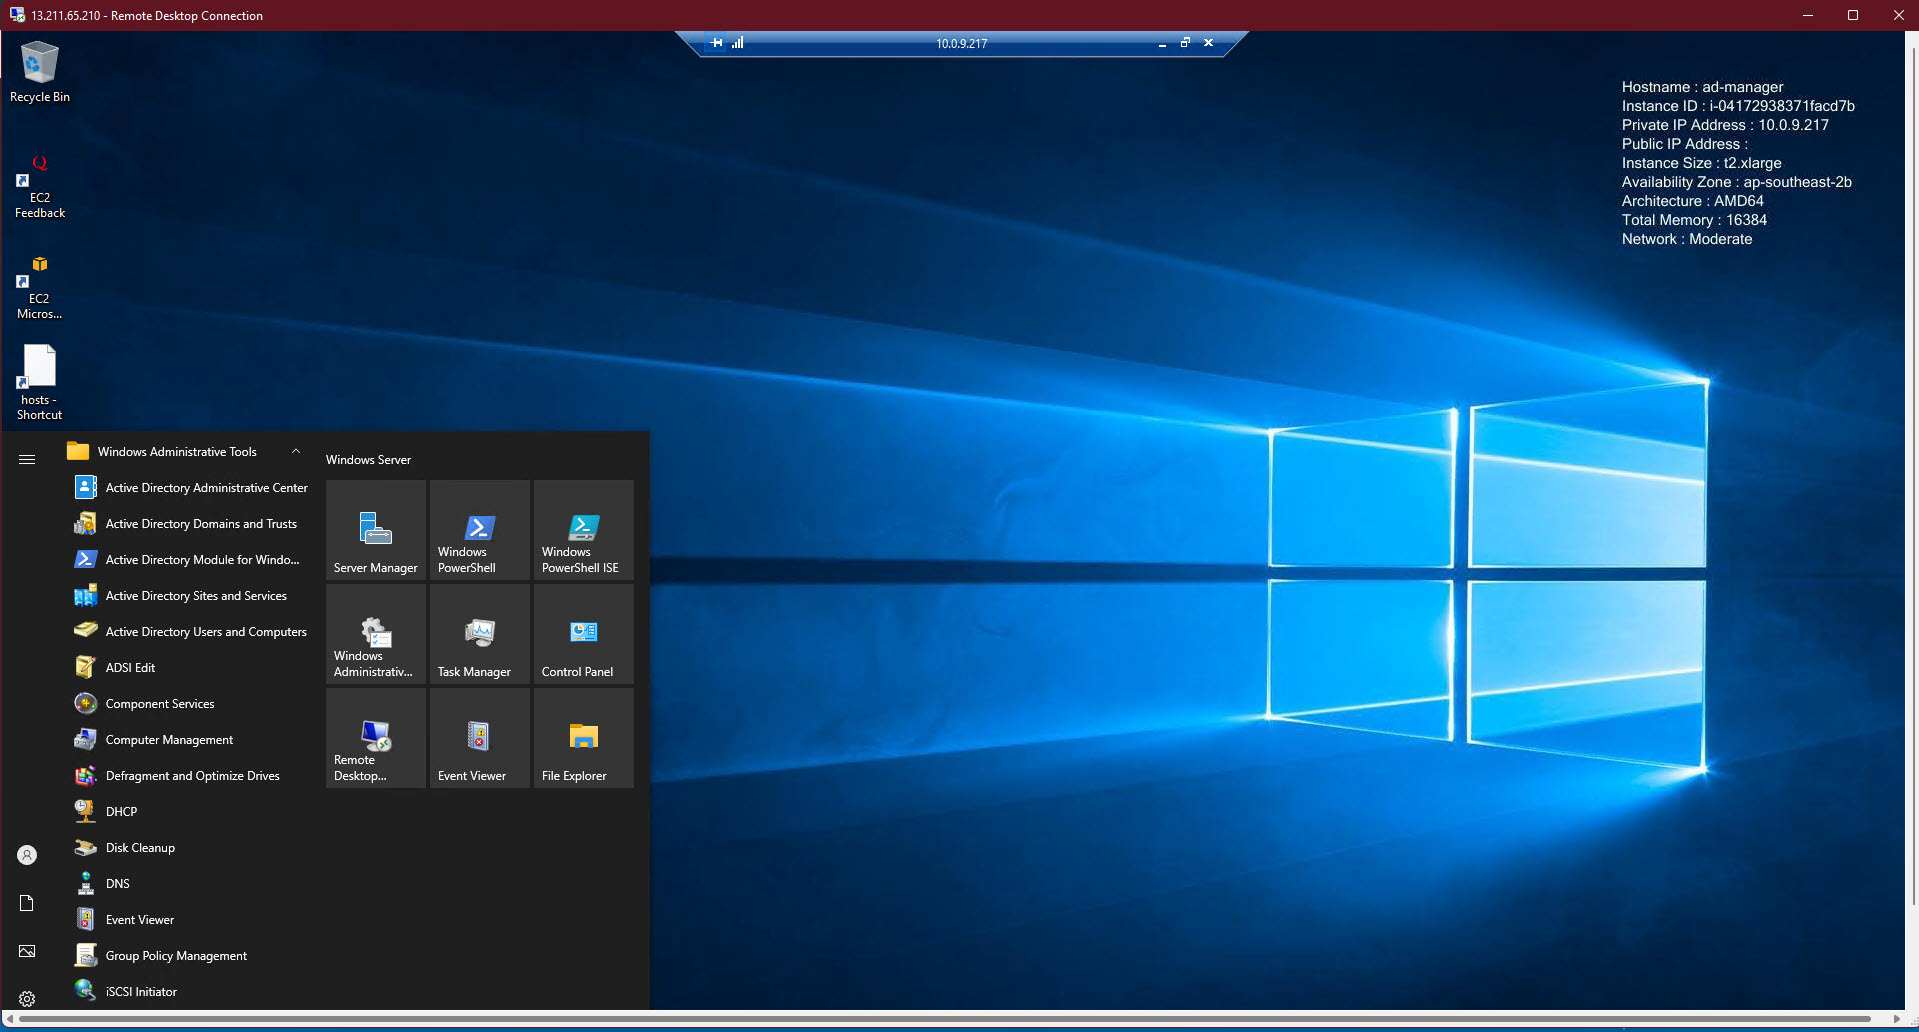 13.211.65.210 - Remote Desktop Connection
10.0.9.217
Recycle Bin
EC2
Feedback
EC2
Micros...
hosts -
Shortcut
Hostname : ad-manager
Instance ID : i-04172938371facd7b
Private IP Address : 10.0.9.217
Public IP Address :
Instance Size : t2.xlarge
Availability Zone : ap-southeast-2b
Architecture : AMD64
Total Memory : 16384
Network : Moderate
Windows Administrative Tools
Active Directory Administrative Center
Active Directory Domains and Trusts
Active Directory Module for Windo...
Active Directory Sites and Services
Active Directory Users and Computers
ADSI Edit
Component Services
Computer Management
Defragment and Optimize Drives
DHCP
Disk Cleanup
DNS
Event Viewer
Group Policy Management
iSCSI Initiator
Windows Server
Server Manager
Windows
PowerShell
Windows
PowerShell ISE
Windows
Administrativ...
Task Manager
Control Panel
Remote
Desktop...
Event Viewer
File Explorer